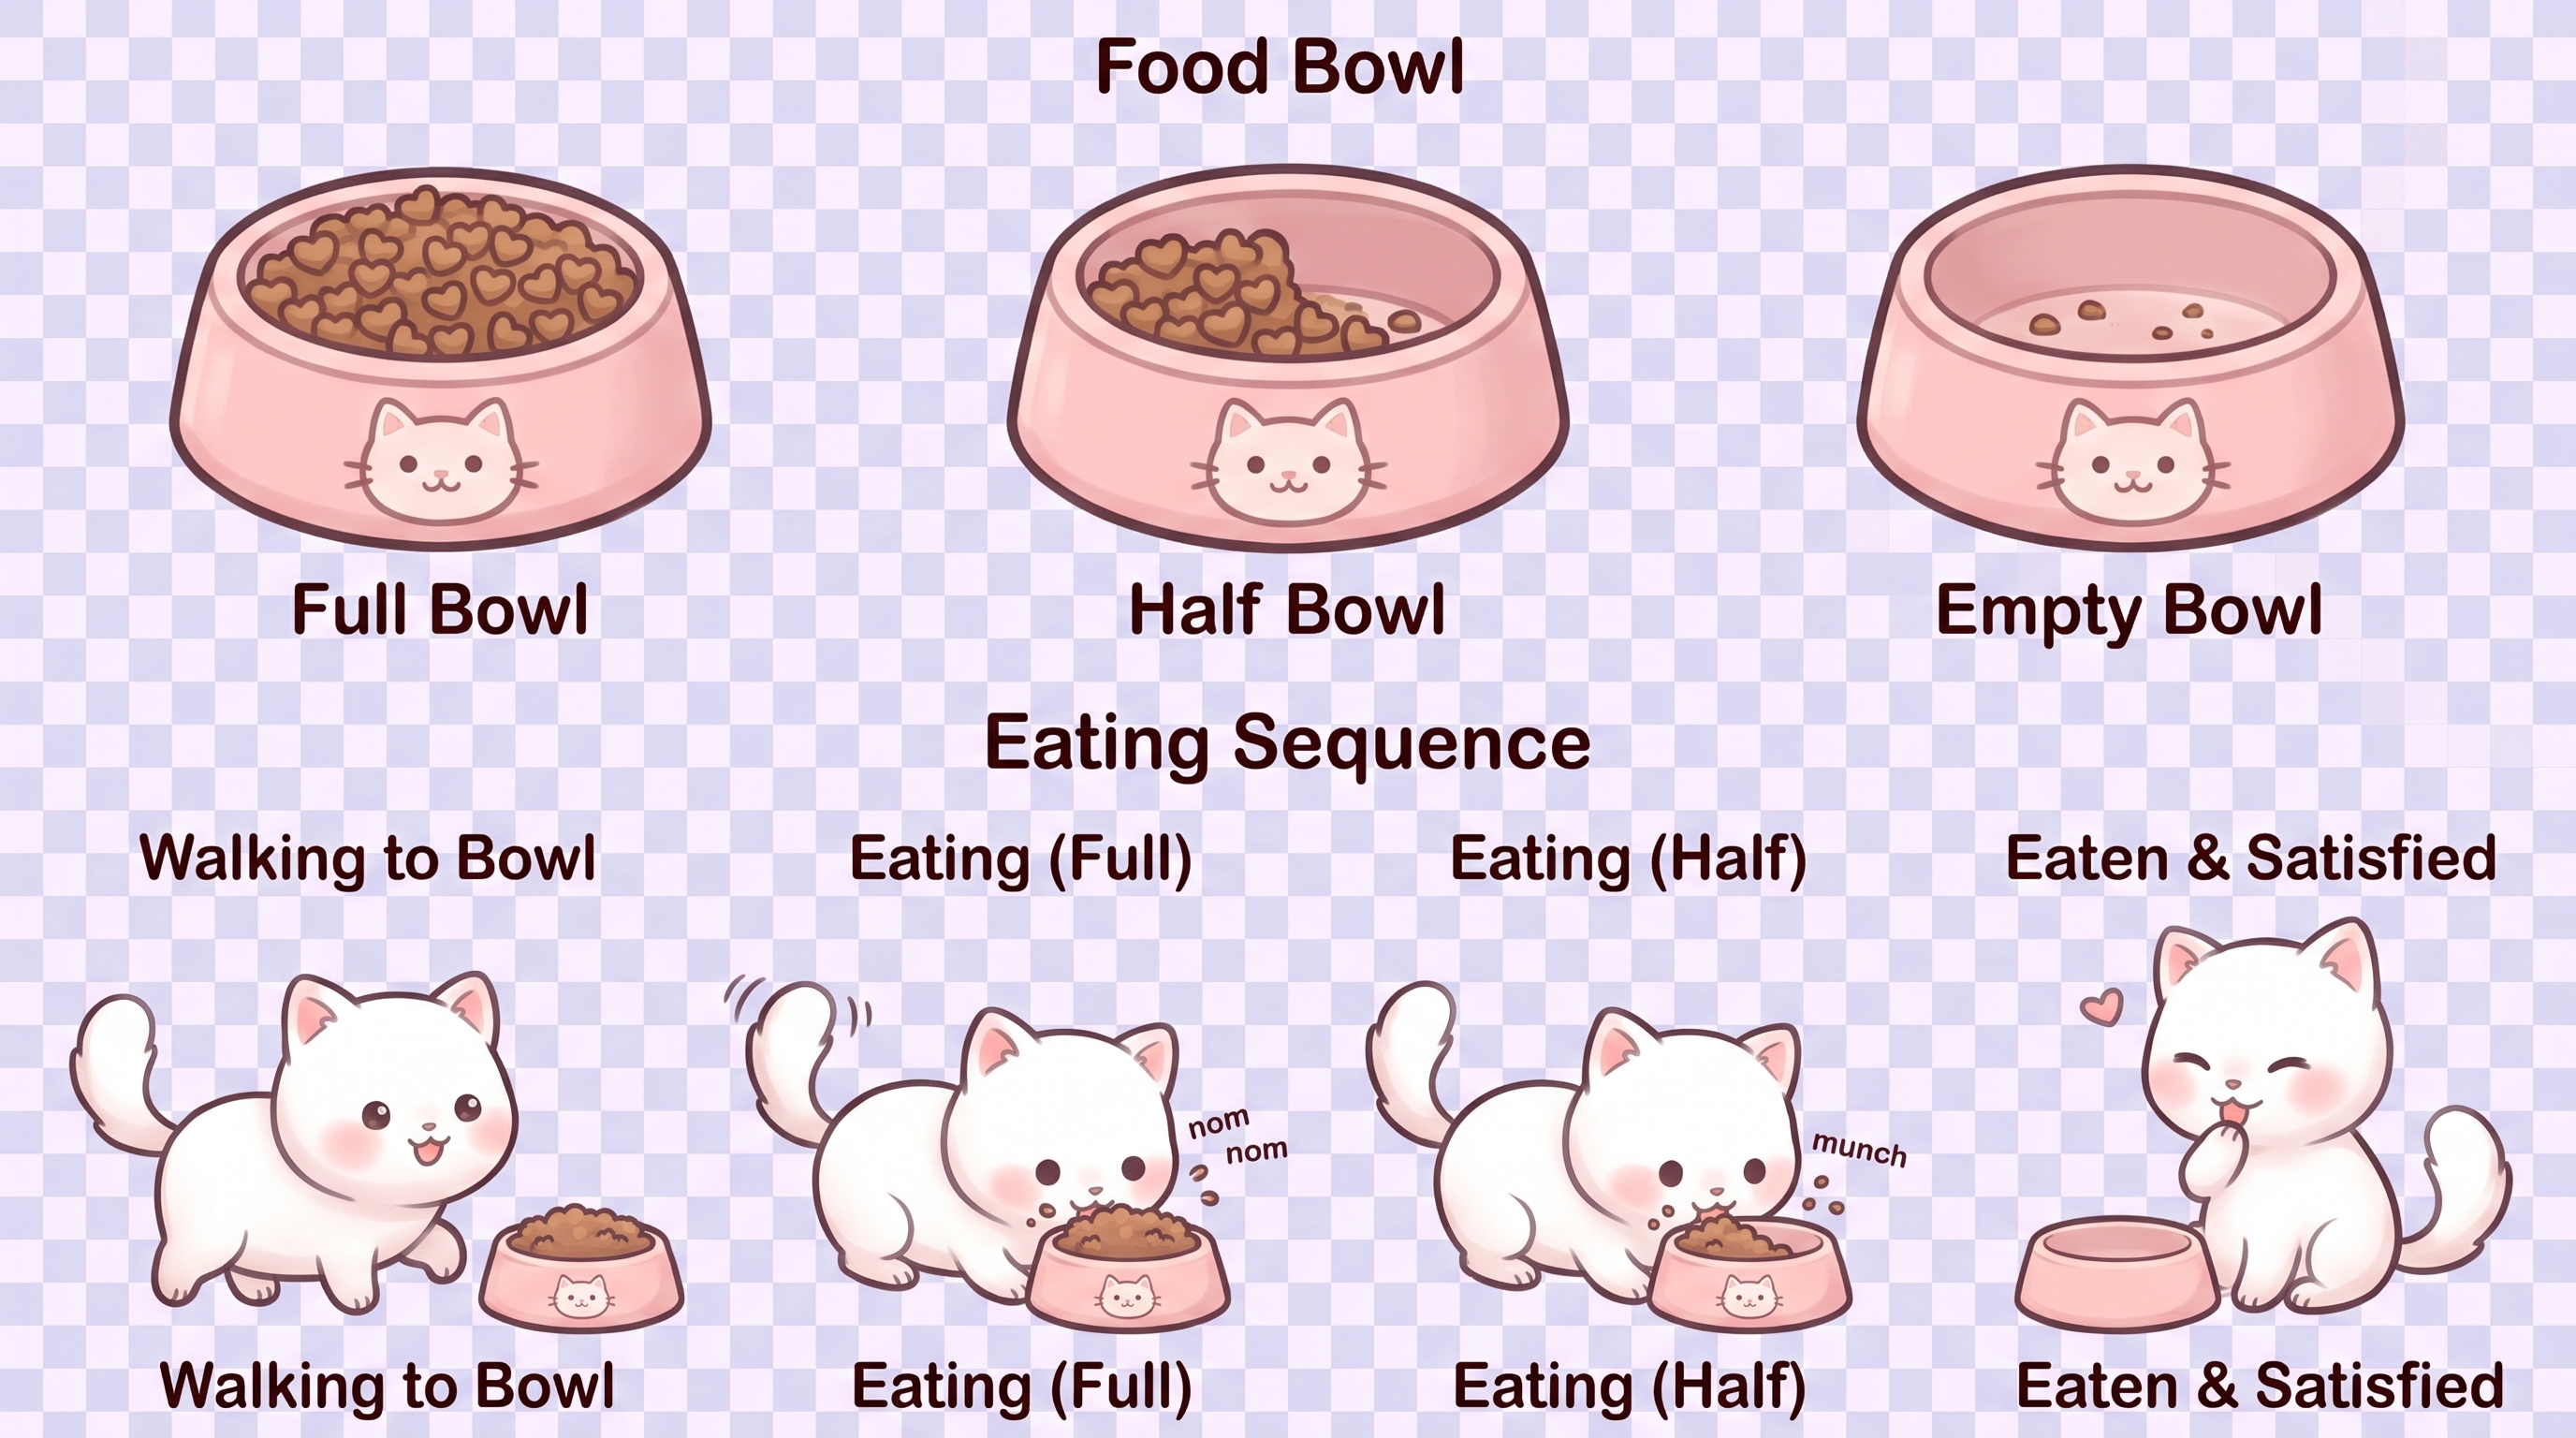 Food Bowl
Full Bowl
Half Bowl
Empty Bowl
Eating Sequence
Walking to Bowl
Eating (Full)
Eating (Half)
Eaten & Satisfied
nom
nom
munch
Walking to Bowl
Eating (Full)
Eating (Half)
Eaten & Satisfied